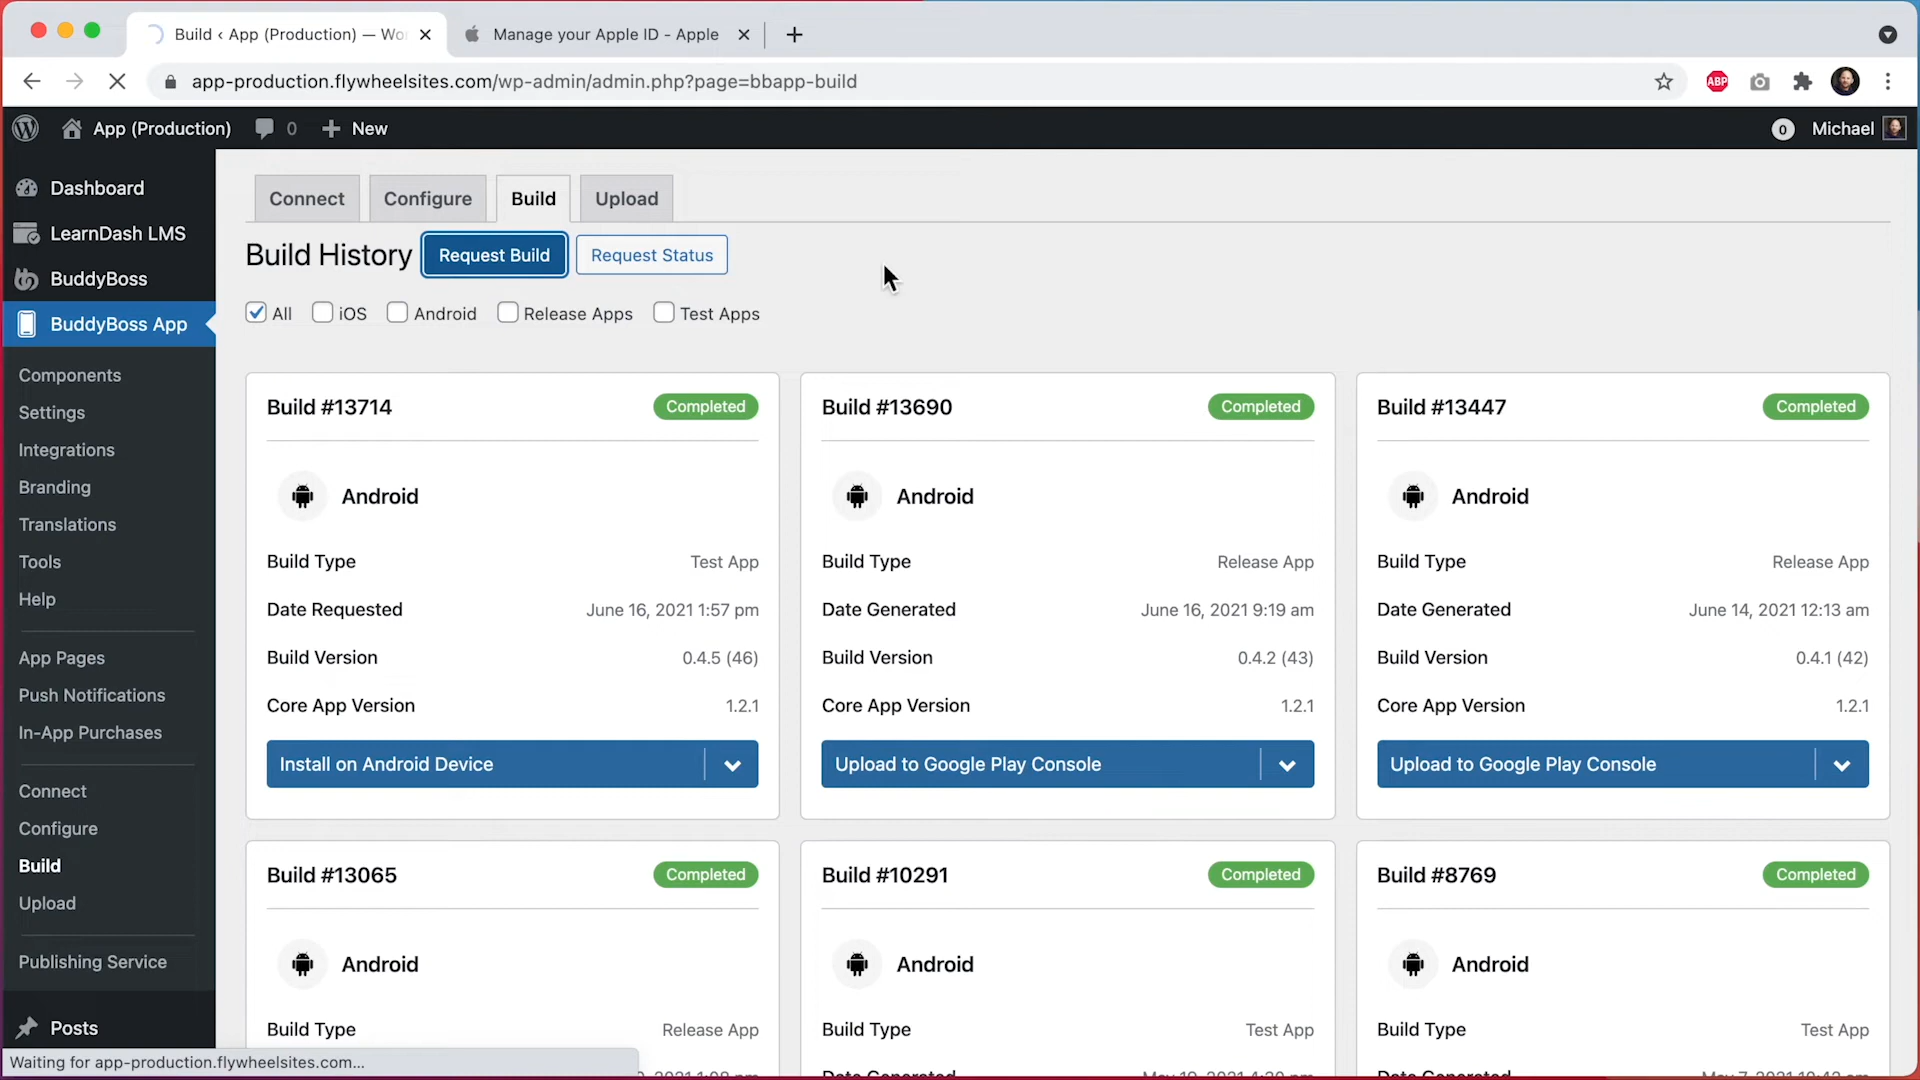 Build ‹ App (Production) — Wo
Manage your Apple ID - Apple
app-production.flywheelsites.com/wp-admin/admin.php?page=bbapp-build
ABP
App (Production)
0
New
0
Michael
Dashboard
LearnDash LMS
BuddyBoss
BuddyBoss App
Components
Settings
Integrations
Branding
Translations
Tools
Help
App Pages
Push Notifications
In-App Purchases
Connect
Configure
Build
Upload
Publishing Service
Posts
Connect
Configure
Build
Upload
Build History
Request Build
Request Status
All
iOS
Android
Release Apps
Test Apps
Build #13714
Completed
Android
Build Type
Test App
Date Requested
June 16, 2021 1:57 pm
Build Version
0.4.5 (46)
Core App Version
1.2.1
Install on Android Device
Build #13690
Completed
Android
Build Type
Release App
Date Generated
June 16, 2021 9:19 am
Build Version
0.4.2 (43)
Core App Version
1.2.1
Upload to Google Play Console
Build #13447
Completed
Android
Build Type
Release App
Date Generated
June 14, 2021 12:13 am
Build Version
0.4.1 (42)
Core App Version
1.2.1
Upload to Google Play Console
Build #13065
Completed
Android
Build Type
Release App
Build #10291
Completed
Android
Build Type
Test App
Date Generated
Build #8769
Completed
Android
Build Type
Test App
Date Generated
Waiting for app-production.flywheelsites.com...